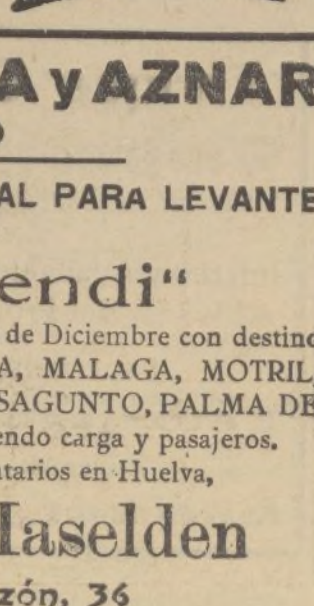 A y AZNAR
AL PARA LEVANTE
endi“
de Diciembre con destino
A, MALAGA, MOTRIL,
SAGUNTO, PALMA DE
endo carga y pasajeros.
tarios en Huelva,
Haselden
zón, 36